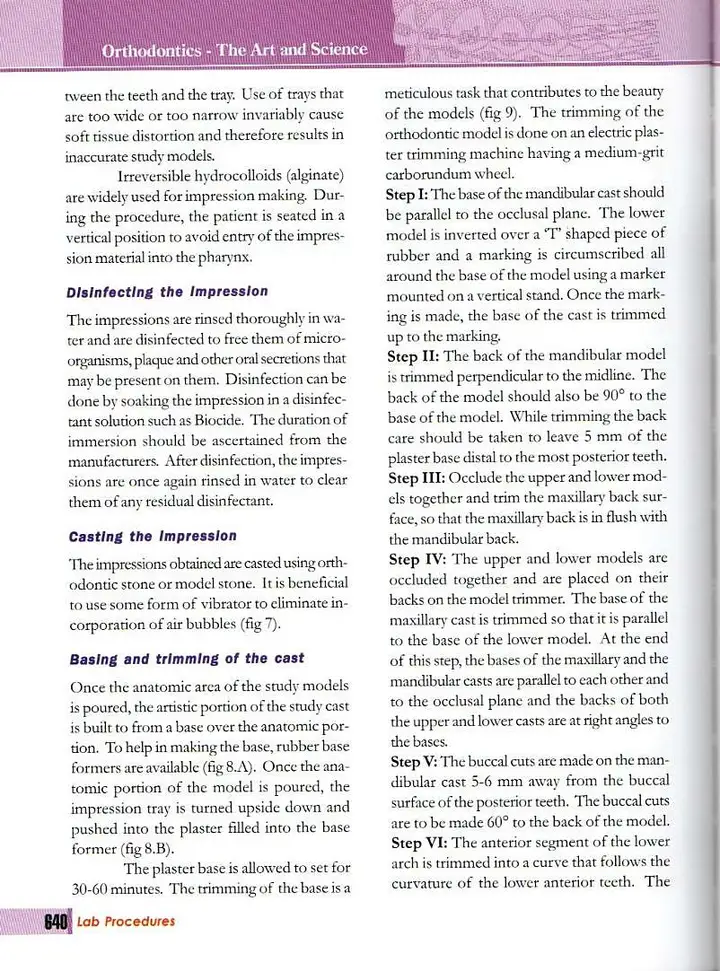 Orthodontics - The Art and Science
tween the teeth and the tray. Use of trays that
are too wide or too narrow invariably cause
soft tissue distortion and therefore results in
inaccurate study models.
Irreversible hydrocolloids (alginate)
are widely used for impression making. Dur-
ing the procedure, the patient is seated in a
vertical position to avoid entry of the impres-
sion material into the pharynx.
Disinfecting the impression
The impressions are rinsed thoroughly in wa-
ter and are disinfected to free them of micro-
organisms, plaque and other oral secretions that
may be present on them. Disinfection can be
done by soaking the impression in a disinfec-
tant solution such as Biocide. The duration of
immersion should be ascertained from the
manufacturers. After disinfection, the impres-
sions are once again rinsed in water to clear
them of any residual disinfectant.
Casting the impression
The impressions obtained are casted using orth-
odontic stone or model stone. It is beneficial
to use some form of vibrator to eliminate in-
corporation of air bubbles (fig 7).
Basing and trimming of the cast
Once the anatomic area of the study models
is poured, the artistic portion of the study cast
is built to from a base over the anatomic por-
tion. To help in making the base, rubber base
formers are available (fig 8.A). Once the ana-
tomic portion of the model is poured, the
impression tray is turned upside down and
pushed into the plaster filled into the base
former (fig 8.B).
The plaster base is allowed to set for
30-60 minutes. The trimming of the base is a
meticulous task that contributes to the beauty
of the models (fig 9). The trimming of the
orthodontic model is done on an electric plas-
ter trimming machine having a medium-grit
carborundum wheel.
Step I: The base of the mandibular cast should
be parallel to the occlusal plane. The lower
model is inverted over a 'T' shaped piece of
rubber and a marking is circumscribed all
around the base of the model using a marker
mounted on a vertical stand. Once the mark-
ing is made, the base of the cast is trimmed
up to the marking.
Step II: The back of the mandibular model
is trimmed perpendicular to the midline. The
back of the model should also be 90° to the
base of the model. While trimming the back
care should be taken to leave 5 mm of the
plaster base distal to the most posterior teeth.
Step III: Occlude the upper and lower mod-
els together and trim the maxillary back sur-
face, so that the maxillary back is in flush with
the mandibular back.
Step IV: The upper and lower models are
occluded together and are placed on their
backs on the model trimmer. The base of the
maxillary cast is trimmed so that it is parallel
to the base of the lower model. At the end
of this step, the bases of the maxillary and the
mandibular casts are parallel to each other and
to the occlusal plane and the backs of both
the upper and lower casts are at right angles to
the bases.
Step V: The buccal cuts are made on the man-
dibular cast 5-6 mm away from the buccal
surface of the posterior teeth. The buccal cuts
are to be made 60° to the back of the model.
Step VI: The anterior segment of the lower
arch is trimmed into a curve that follows the
curvature of the lower anterior teeth. The
640 Lab Procedures